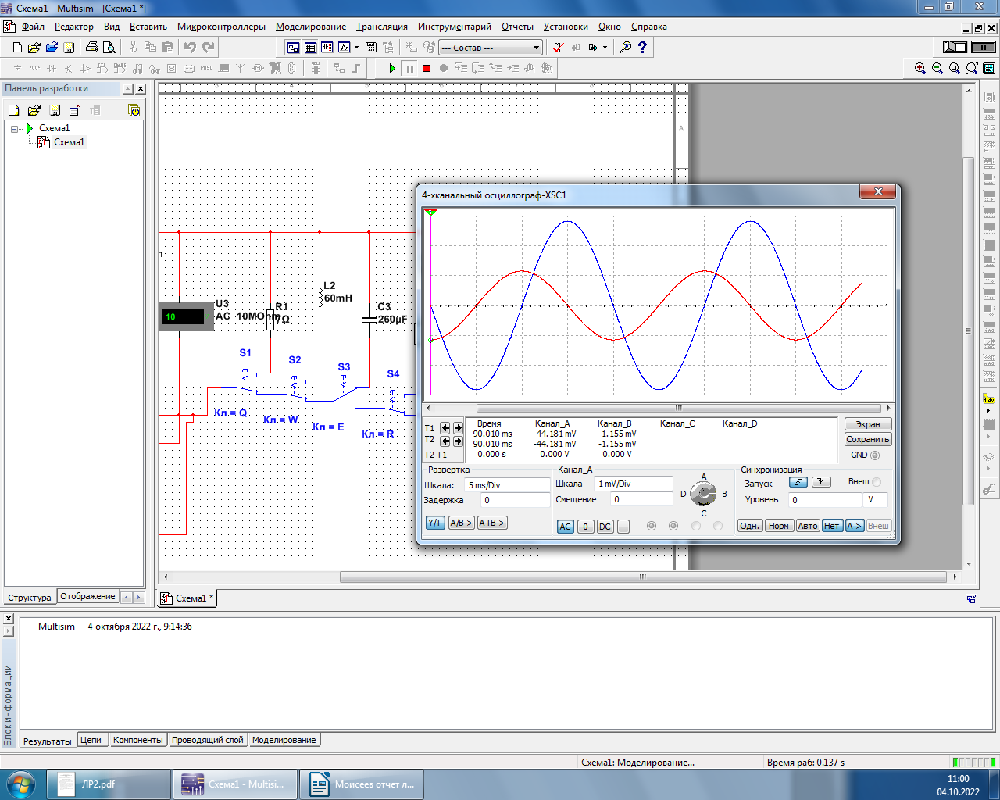 Схема1 - Multisim - [Схема1 *]
Файл Редактор Вид Вставить Микроконтроллеры Моделирование Трансляция Инструментарий Отчеты Установки Окно Справка
--- Состав ---
MISC
Панель разработки
Схема1
Схема1
Структура Отображение
A
U3
AC 10MOhm
10
R1
7Ω
L2
60mH
C3
260µF
S1
S2
S3
S4
Кл = Q
Кл = W
Кл = E
Кл = R
Схема1 *
4-хканальный осциллограф-XSC1
Время Канал_A Канал_B Канал_C Канал_D
T1 90.010 ms -44.181 mV -1.155 mV
T2 90.010 ms -44.181 mV -1.155 mV
T2-T1 0.000 s 0.000 V 0.000 V
Экран
Сохранить
GND
Развертка
Шкала: 5 ms/Div
Задержка 0
Y/T A/B > A+B >
Канал_A
Шкала 1 mV/Div
Смещение 0
AC 0 DC -
A
B
C
D
Синхронизация
Запуск Внеш
Уровень 0 V
Одн. Норм Авто Нет A > Внеш
1.4v
Multisim - 4 октября 2022 г., 9:14:36
Блок информации
Результаты Цепи Компоненты Проводящий слой Моделирование
- Схема1: Моделирование... Время раб: 0.137 s
ЛР2.pdf
Схема1 - Multisi...
Моисеев отчет л...
11:00
04.10.2022